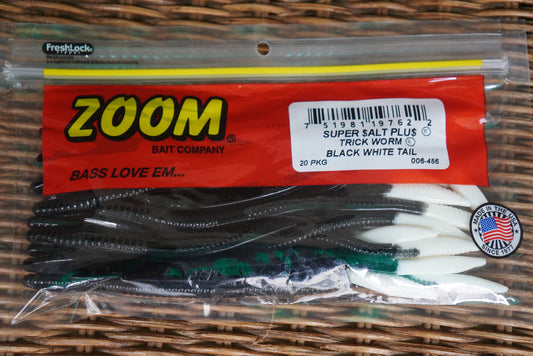 FreshLock
ZOOM®
BAIT COMPANY
BASS LOVE EM...
7 51981 19762 2
SUPER SALT PLU$ ®
TRICK WORM ®
BLACK WHITE TAIL
20 PKG 006-456
MADE IN THE USA
SINCE 1977